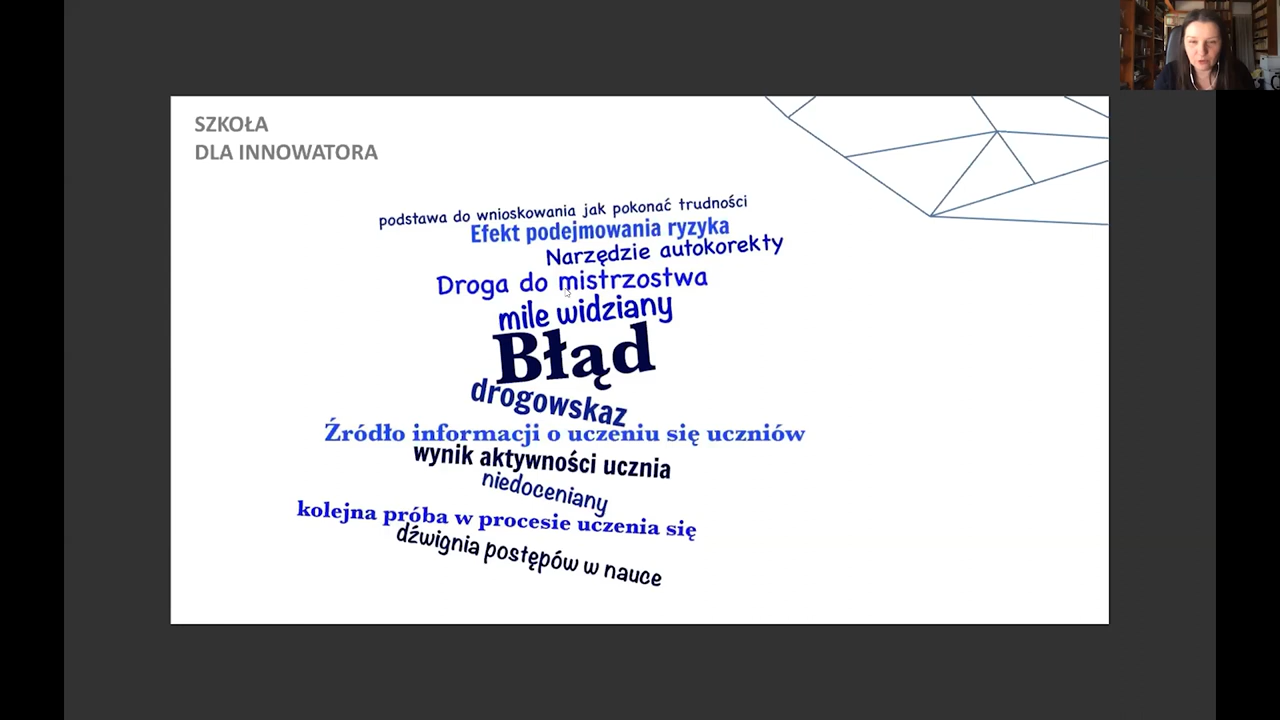 SZKOŁA
DLA INNOWATORA
podstawa do wnioskowania jak pokonać trudności
Efekt podejmowania ryzyka
Narzędzie autokorekty
Droga do mistrzostwa
mile widziany
Błąd
drogowskaz
Źródło informacji o uczeniu się uczniów
wynik aktywności ucznia
niedoceniany
kolejna próba w procesie uczenia się
dźwignia postępów w nauce